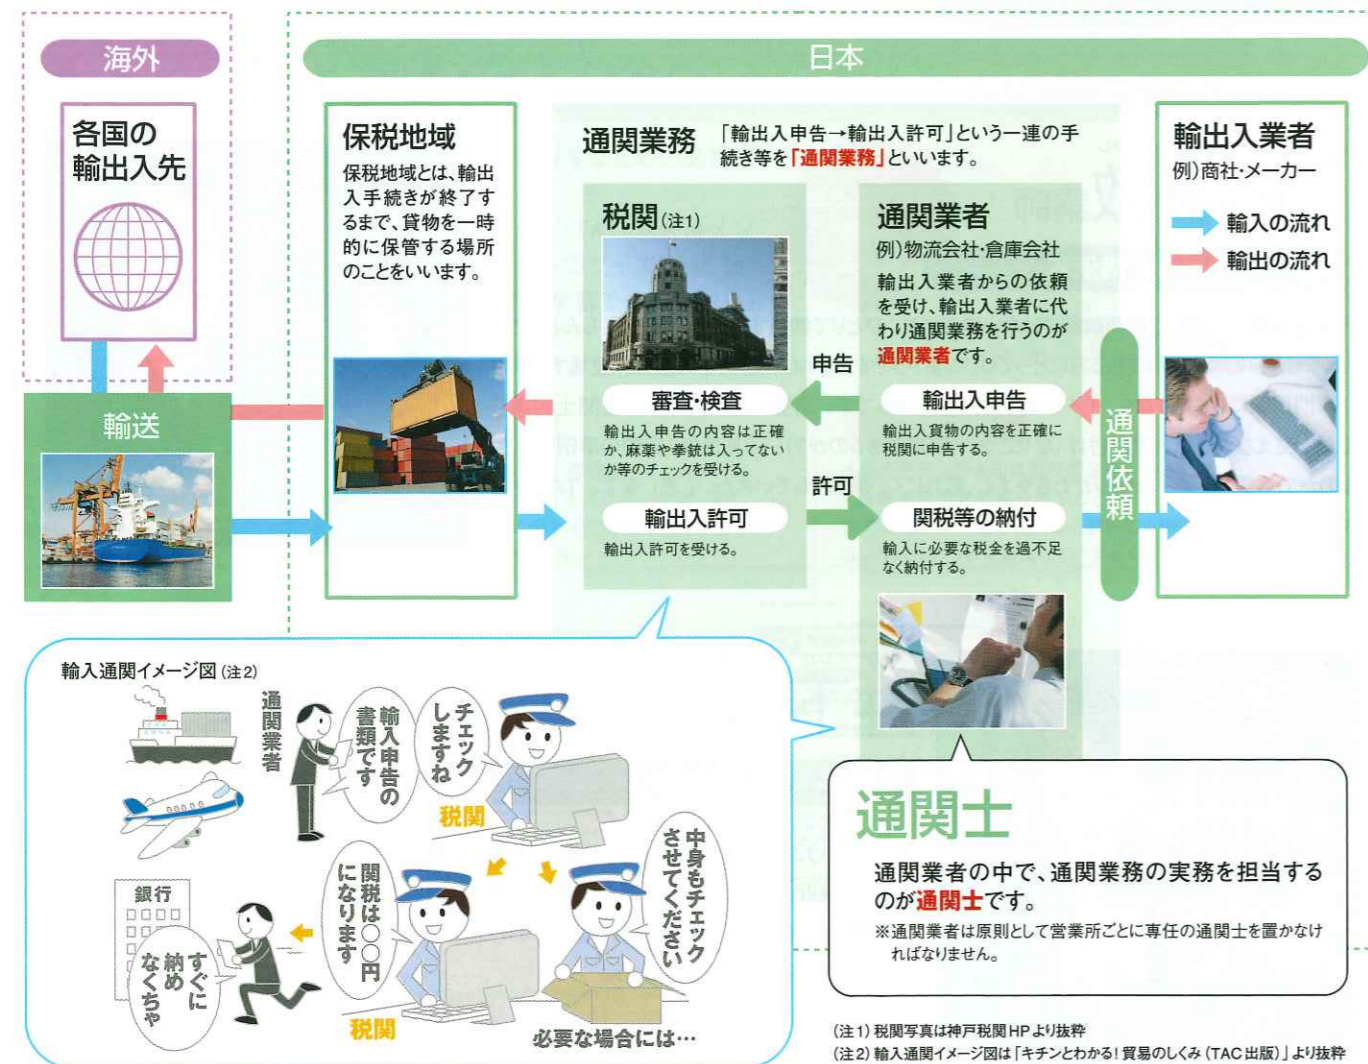 海外
日本
各国の
輸出入先
輸送
保税地域
保税地域とは、輸出
入手続きが終了す
るまで、貨物を一時
的に保管する場所
のことをいいます。
通関業務
「輸出入申告→輸出入許可」という一連の手
続き等を「通関業務」といいます。
税関(注1)
審査・検査
輸出入申告の内容は正確
か、麻薬や拳銃は入ってない
か等のチェックを受ける。
輸出入許可
輸出入許可を受ける。
申告
許可
通関業者
例)物流会社・倉庫会社
輸出入業者からの依頼
を受け、輸出入業者に代
わり通関業務を行うのが
通関業者です。
輸出入申告
輸出入貨物の内容を正確に
税関に申告する。
関税等の納付
輸入に必要な税金を過不足
なく納付する。
通関依頼
輸出入業者
例)商社・メーカー
輸入の流れ
輸出の流れ
輸入通関イメージ図(注2)
通関業者
輸入申告の
書類です
チェック
しますね
税関
中身もチェック
させてください
必要な場合には…
関税は〇〇円
になります
税関
銀行
すぐに
納め
なくちゃ
通関士
通関業者の中で、通関業務の実務を担当する
のが通関士です。
※通関業者は原則として営業所ごとに専任の通関士を置かなけ
ればなりません。
(注1)税関写真は神戸税関HPより抜粋
(注2)輸入通関イメージ図は「キチンとわかる!貿易のしくみ(TAC出版)」より抜粋